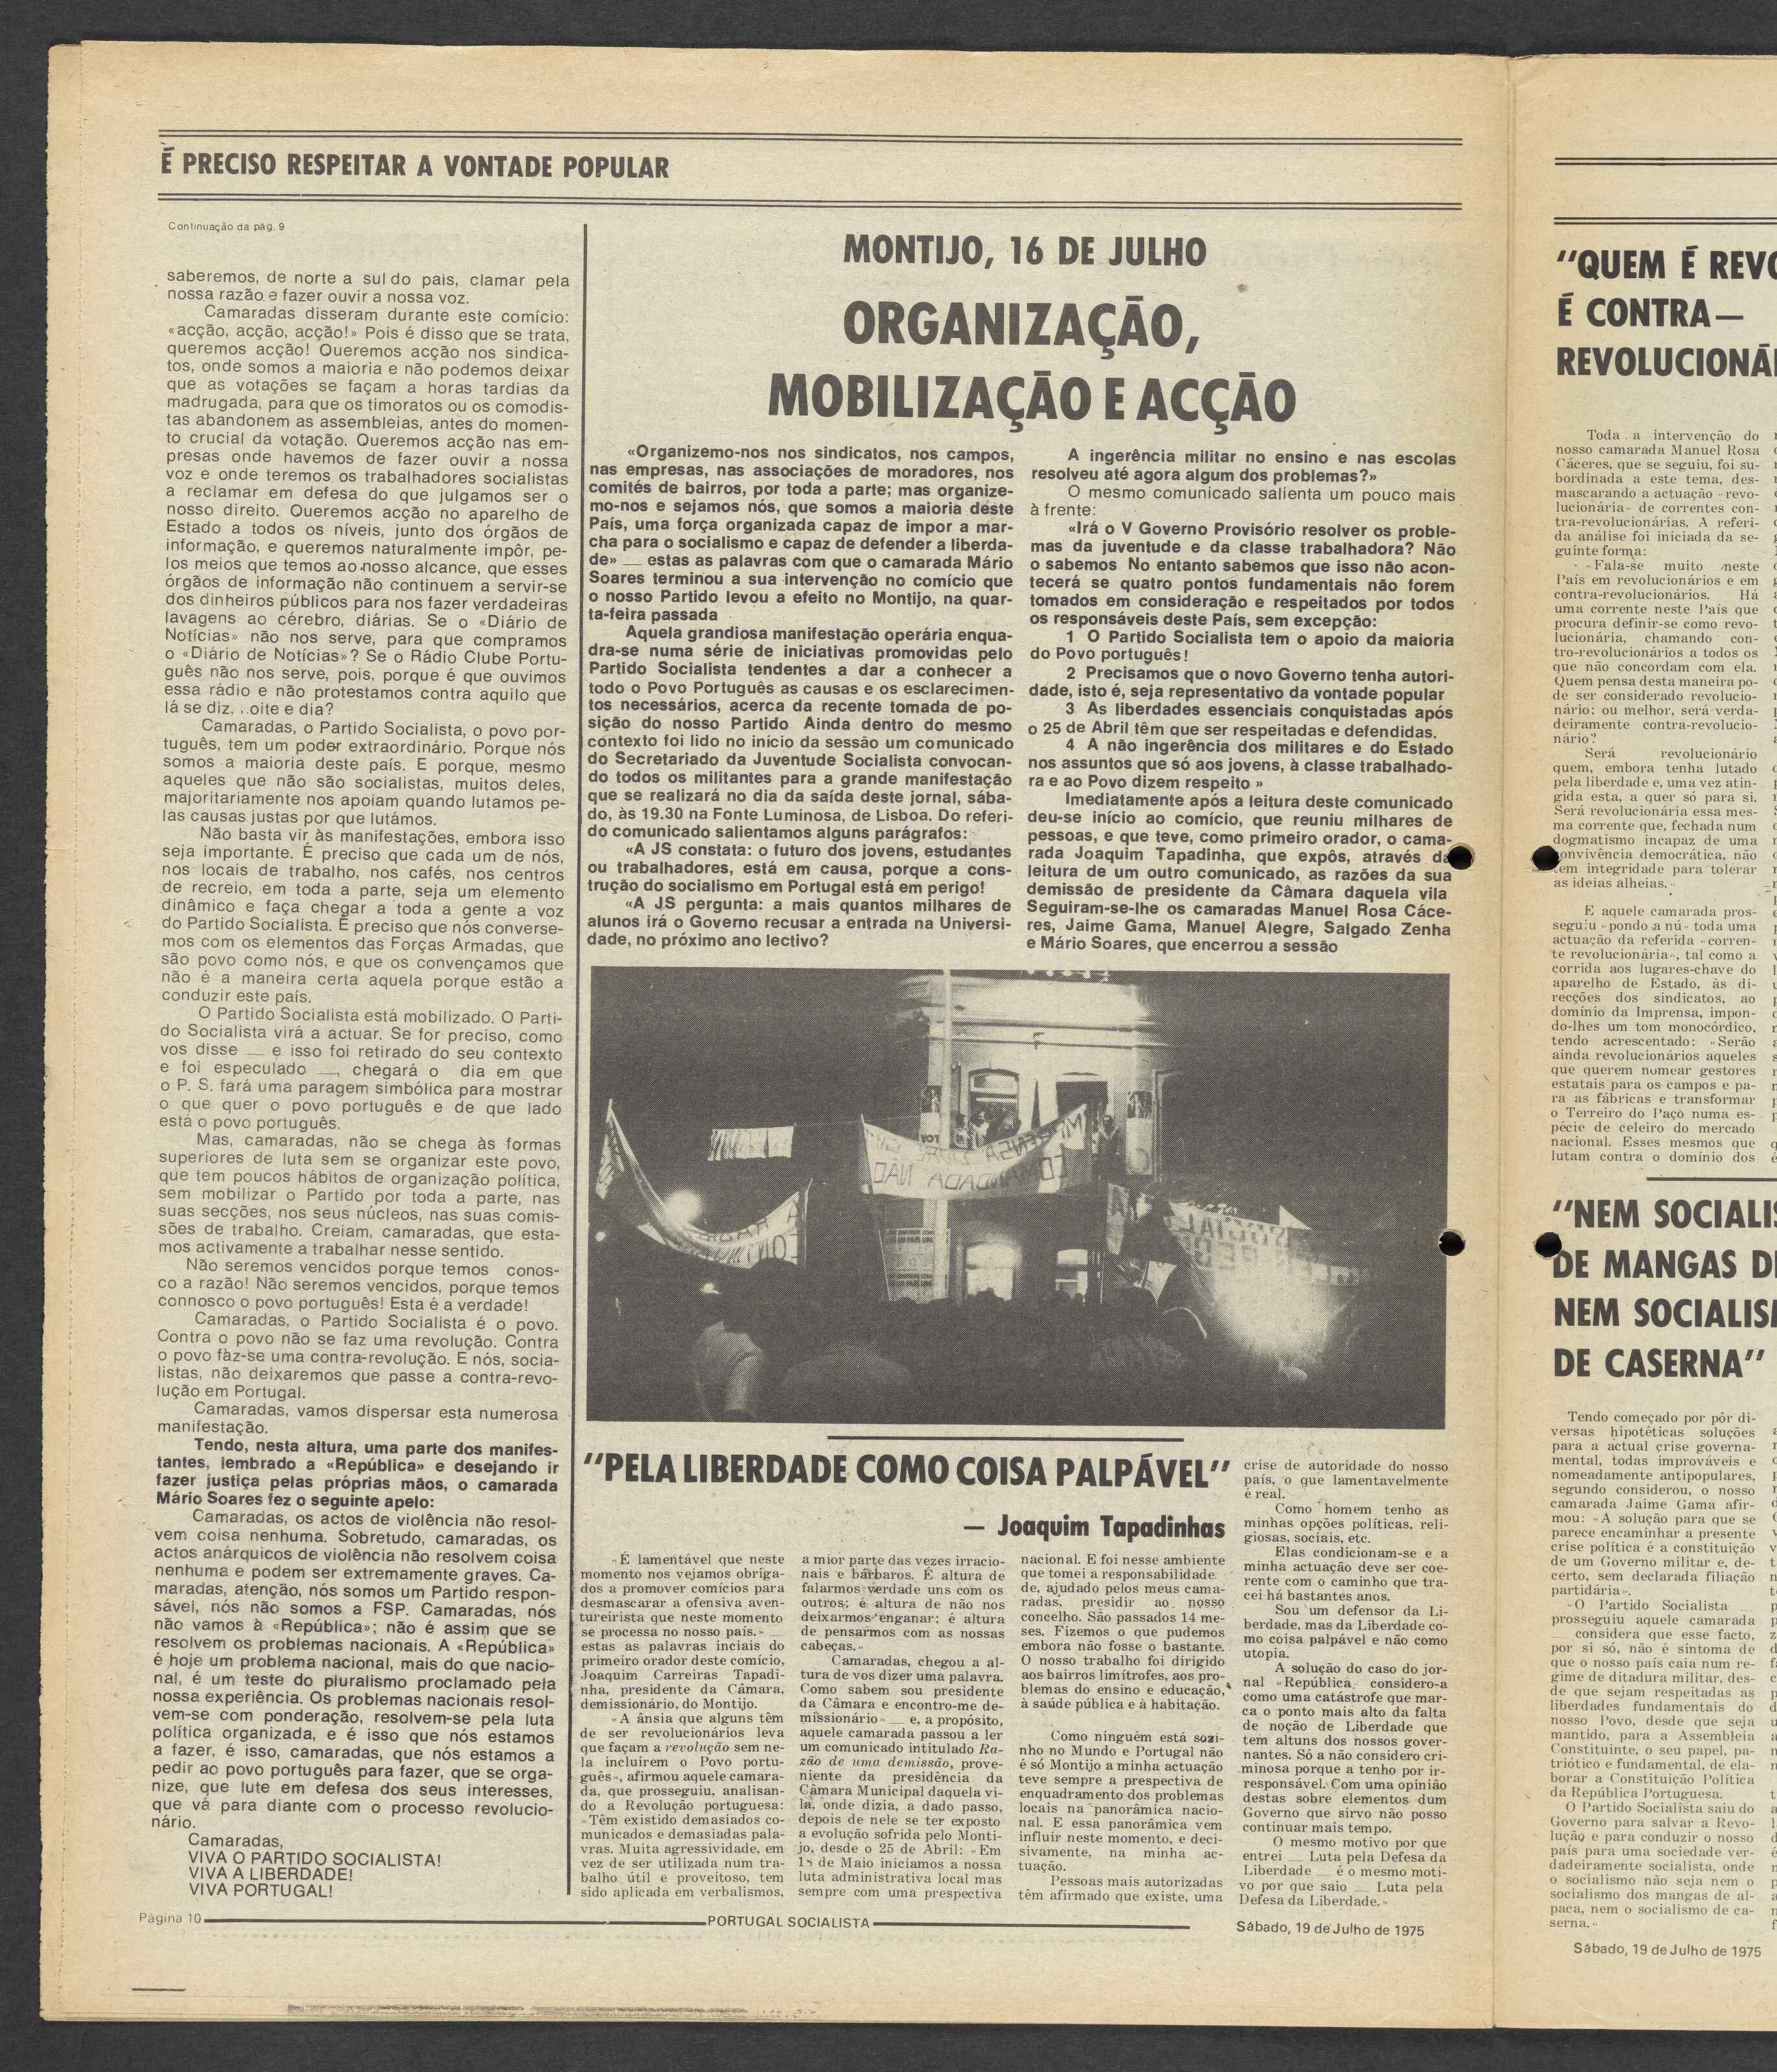 É PRECISO RESPEITAR A VONTADE POPULAR
Continuação da pág. 9
saberemos, de norte a sul do pais, clamar pela
nossa razão e fazer ouvir a nossa voz.
Camaradas disseram durante este comício:
«acção, acção, acção!» Pois é disso que se trata,
queremos acção! Queremos acção nos sindica-
tos, onde somos a maioria e não podemos deixar
que as votações se façam a horas tardias da
madrugada, para que os timoratos ou os comodis-
tas abandonem as assembleias, antes do momen-
to crucial da votação. Queremos acção nas em-
presas onde havemos de fazer ouvir a nossa
voz e onde teremos os trabalhadores socialistas
a reclamar em defesa do que julgamos ser o
nosso direito. Queremos acção no aparelho de
Estado a todos os níveis, junto dos órgãos de
informação, e queremos naturalmente impôr, pe-
los meios que temos ao nosso alcance, que esses
órgãos de informação não continuem a servir-se
dos dinheiros públicos para nos fazer verdadeiras
lavagens ao cérebro, diárias. Se o «Diário de
Notícias» não nos serve, para que compramos
o «Diário de Notícias»? Se o Rádio Clube Portu-
guês não nos serve, pois, porque é que ouvimos
essa rádio e não protestamos contra aquilo que
lá se diz, ..oite e dia?
Camaradas, o Partido Socialista, o povo por-
tuguês, tem um poder extraordinário. Porque nós
somos a maioria deste país. E porque, mesmo
aqueles que não são socialistas, muitos deles,
majoritariamente nos apoiam quando lutamos pe-
las causas justas por que lutámos.
Não basta vir às manifestações, embora isso
seja importante. É preciso que cada um de nós,
nos locais de trabalho, nos cafés, nos centros
de recreio, em toda a parte, seja um elemento
dinâmico e faça chegar a toda a gente a voz
do Partido Socialista. É preciso que nós converse-
mos com os elementos das Forças Armadas, que
são povo como nós, e que os convençamos que
não é a maneira certa aquela porque estão a
conduzir este país.
O Partido Socialista está mobilizado. O Parti-
do Socialista virá a actuar. Se for preciso, como
vos disse — e isso foi retirado do seu contexto
e foi especulado —, chegará o dia em que
o P. S. fará uma paragem simbólica para mostrar
o que quer o povo português e de que lado
está o povo português.
Mas, camaradas, não se chega às formas
superiores de luta sem se organizar este povo,
que tem poucos hábitos de organização política,
sem mobilizar o Partido por toda a parte, nas
suas secções, nos seus núcleos, nas suas comis-
sões de trabalho. Creiam, camaradas, que esta-
mos activamente a trabalhar nesse sentido.
Não seremos vencidos porque temos conos-
co a razão! Não seremos vencidos, porque temos
connosco o povo português! Esta é a verdade!
Camaradas, o Partido Socialista é o povo.
Contra o povo não se faz uma revolução. Contra
o povo faz-se uma contra-revolução. E nós, socia-
listas, não deixaremos que passe a contra-revo-
lução em Portugal.
Camaradas, vamos dispersar esta numerosa
manifestação.
Tendo, nesta altura, uma parte dos manifes-
tantes, lembrado a «República» e desejando ir
fazer justiça pelas próprias mãos, o camarada
Mário Soares fez o seguinte apelo:
Camaradas, os actos de violência não resol-
vem coisa nenhuma. Sobretudo, camaradas, os
actos anárquicos de violência não resolvem coisa
nenhuma e podem ser extremamente graves. Ca-
maradas, atenção, nós somos um Partido respon-
sável, nós não somos a FSP. Camaradas, nós
não vamos à «República»; não é assim que se
resolvem os problemas nacionais. A «República»
é hoje um problema nacional, mais do que nacio-
nal, é um teste do pluralismo proclamado pela
nossa experiência. Os problemas nacionais resol-
vem-se com ponderação, resolvem-se pela luta
política organizada, e é isso que nós estamos
a fazer, é isso, camaradas, que nós estamos a
pedir ao povo português para fazer, que se orga-
nize, que lute em defesa dos seus interesses,
que vá para diante com o processo revolucio-
nário.
Camaradas,
VIVA O PARTIDO SOCIALISTA!
VIVA A LIBERDADE!
VIVA PORTUGAL!
MONTIJO, 16 DE JULHO
ORGANIZAÇÃO,
MOBILIZAÇÃO E ACÇÃO
«Organizemo-nos nos sindicatos, nos campos,
nas empresas, nas associações de moradores, nos
comités de bairros, por toda a parte; mas organize-
mo-nos e sejamos nós, que somos a maioria deste
País, uma força organizada capaz de impor a mar-
cha para o socialismo e capaz de defender a liberda-
de» — estas as palavras com que o camarada Mário
Soares terminou a sua intervenção no comício que
o nosso Partido levou a efeito no Montijo, na quar-
ta-feira passada
Aquela grandiosa manifestação operária enqua-
dra-se numa série de iniciativas promovidas pelo
Partido Socialista tendentes a dar a conhecer a
todo o Povo Português as causas e os esclarecimen-
tos necessários, acerca da recente tomada de po-
sição do nosso Partido Ainda dentro do mesmo
contexto foi lido no início da sessão um comunicado
do Secretariado da Juventude Socialista convocan-
do todos os militantes para a grande manifestação
que se realizará no dia da saída deste jornal, sába-
do, às 19.30 na Fonte Luminosa, de Lisboa. Do referi-
do comunicado salientamos alguns parágrafos:
«A JS constata: o futuro dos jovens, estudantes
ou trabalhadores, está em causa, porque a cons-
trução do socialismo em Portugal está em perigo!
«A JS pergunta: a mais quantos milhares de
alunos irá o Governo recusar a entrada na Universi-
dade, no próximo ano lectivo?
A ingerência militar no ensino e nas escolas
resolveu até agora algum dos problemas?»
O mesmo comunicado salienta um pouco mais
à frente:
«Irá o V Governo Provisório resolver os proble-
mas da juventude e da classe trabalhadora? Não
o sabemos No entanto sabemos que isso não acon-
tecerá se quatro pontos fundamentais não forem
tomados em consideração e respeitados por todos
os responsáveis deste País, sem excepção:
1 O Partido Socialista tem o apoio da maioria
do Povo português!
2 Precisamos que o novo Governo tenha autori-
dade, isto é, seja representativo da vontade popular
3 As liberdades essenciais conquistadas após
o 25 de Abril têm que ser respeitadas e defendidas.
4 A não ingerência dos militares e do Estado
nos assuntos que só aos jovens, à classe trabalhado-
ra e ao Povo dizem respeito »
Imediatamente após a leitura deste comunicado
deu-se início ao comício, que reuniu milhares de
pessoas, e que teve, como primeiro orador, o cama-
rada Joaquim Tapadinha, que expôs, através da
leitura de um outro comunicado, as razões da sua
demissão de presidente da Câmara daquela vila
Seguiram-se-lhe os camaradas Manuel Rosa Cáce-
res, Jaime Gama, Manuel Alegre, Salgado Zenha
e Mário Soares, que encerrou a sessão
"PELA LIBERDADE COMO COISA PALPÁVEL"
— Joaquim Tapadinhas
«É lamentável que neste
momento nos vejamos obriga-
dos a promover comícios para
desmascarar a ofensiva aven-
tureirista que neste momento
se processa no nosso país.» —
estas as palavras inciais do
primeiro orador deste comício,
Joaquim Carreiras Tapadi-
nha, presidente da Câmara,
demissionário, do Montijo.
«A ânsia que alguns têm
de ser revolucionários leva
que façam a revolução sem ne-
la incluirem o Povo portu-
guês», afirmou aquele camara-
da, que prosseguiu, analisan-
do a Revolução portuguesa:
«Têm existido demasiados co-
municados e demasiadas pala-
vras. Muita agressividade, em
vez de ser utilizada num tra-
balho útil e proveitoso, tem
sido aplicada em verbalismos,
a mior parte das vezes irracio-
nais e bárbaros. É altura de
falarmos verdade uns com os
outros; é altura de não nos
deixarmos enganar; é altura
de pensarmos com as nossas
cabeças.»
Camaradas, chegou a al-
tura de vos dizer uma palavra.
Como sabem sou presidente
da Câmara e encontro-me de-
missionário» — e, a propósito,
aquele camarada passou a ler
um comunicado intitulado Ra-
zão de uma demissão, prove-
niente da presidência da
Câmara Municipal daquela vi-
la, onde dizia, a dado passo,
depois de nele se ter exposto
a evolução sofrida pelo Monti-
jo, desde o 25 de Abril: «Em
18 de Maio iniciamos a nossa
luta administrativa local mas
sempre com uma prespectiva
nacional. E foi nesse ambiente
que tomei a responsabilidade
de, ajudado pelos meus cama-
radas, presidir ao nosso
concelho. São passados 14 me-
ses. Fizemos o que pudemos
embora não fosse o bastante.
O nosso trabalho foi dirigido
aos bairros limítrofes, aos pro-
blemas do ensino e educação,
à saúde pública e à habitação.
Como ninguém está sozi-
nho no Mundo e Portugal não
é só Montijo a minha actuação
teve sempre a prespectiva de
enquadramento dos problemas
locais na panorâmica nacio-
nal. E essa panorâmica vem
influir neste momento, e deci-
sivamente, na minha ac-
tuação.
Pessoas mais autorizadas
têm afirmado que existe, uma
crise de autoridade do nosso
país, o que lamentavelmente
é real.
Como homem tenho as
minhas opções políticas, reli-
giosas, sociais, etc.
Elas condicionam-se e a
minha actuação deve ser coe-
rente com o caminho que tra-
cei há bastantes anos.
Sou um defensor da Li-
berdade, mas da Liberdade co-
mo coisa palpável e não como
utopia.
A solução do caso do jor-
nal «República» considero-a
como uma catástrofe que mar-
ca o ponto mais alto da falta
de noção de Liberdade que
tem alguns dos nossos gover-
nantes. Só a não considero cri-
minosa porque a tenho por ir-
responsável. Com uma opinião
destas sobre elementos dum
Governo que sirvo não posso
continuar mais tempo.
O mesmo motivo por que
entrei — Luta pela Defesa da
Liberdade — é o mesmo moti-
vo por que saio — Luta pela
Defesa da Liberdade.»
Página 10
PORTUGAL SOCIALISTA
Sábado, 19 de Julho de 1975
"QUEM É REVO
É CONTRA—
REVOLUCIONÁ
Toda a intervenção do
nosso camarada Manuel Rosa
Cáceres, que se seguiu, foi su-
bordinada a este tema, des-
mascarando a actuação «revo-
lucionária» de correntes con-
tra-revolucionárias. A referi-
da análise foi iniciada da se-
guinte forma:
«Fala-se muito neste
País em revolucionários e em
contra-revolucionários. Há
uma corrente neste País que
procura definir-se como revo-
lucionária, chamando con-
tro-revolucionários a todos os
que não concordam com ela.
Quem pensa desta maneira po-
de ser considerado revolucio-
nário; ou melhor, será verda-
deiramente contra-revolucio-
nário?
Será revolucionário
quem, embora tenha lutado
pela liberdade e, uma vez atin-
gida esta, a quer só para si.
Será revolucionária essa mes-
ma corrente que, fechada num
dogmatismo incapaz de uma
convivência democrática, não
tem integridade para tolerar
as ideias alheias.»
E aquele camarada pros-
seguiu «pondo a nú» toda uma
actuação da referida «corren-
te revolucionária», tal como a
corrida aos lugares-chave do
aparelho de Estado, às di-
recções dos sindicatos, ao
domínio da Imprensa, impon-
do-lhes um tom monocórdico,
tendo acrescentado: «Serão
ainda revolucionários aqueles
que querem nomear gestores
estatais para os campos e pa-
ra as fábricas e transformar
o Terreiro do Paço numa es-
pécie de celeiro do mercado
nacional. Esses mesmos que
lutam contra o domínio dos
"NEM SOCIALIS
DE MANGAS DE
NEM SOCIALISM
DE CASERNA"
Tendo começado por pôr di-
versas hipotéticas soluções
para a actual crise governa-
mental, todas improváveis e
nomeadamente antipopulares,
segundo considerou, o nosso
camarada Jaime Gama afir-
mou: «A solução para que se
parece encaminhar a presente
crise política é a constituição
de um Governo militar e, de-
certo, sem declarada filiação
partidária».
«O Partido Socialista —
prosseguiu aquele camarada
— considera que esse facto,
por si só, não é sintoma de
que o nosso país caia num re-
gime de ditadura militar, des-
de que sejam respeitadas as
liberdades fundamentais do
nosso Povo, desde que seja
mantido, para a Assembleia
Constituinte, o seu papel, pa-
triótico e fundamental, de ela-
borar a Constituição Política
da República Portuguesa.
O Partido Socialista saiu do
Governo para salvar a Revo-
lução e para conduzir o nosso
país para uma sociedade ver-
dadeiramente socialista, onde
o socialismo não seja nem o
socialismo dos mangas de al-
paca, nem o socialismo de ca-
serna.»
Sábado, 19 de Julho de 1975